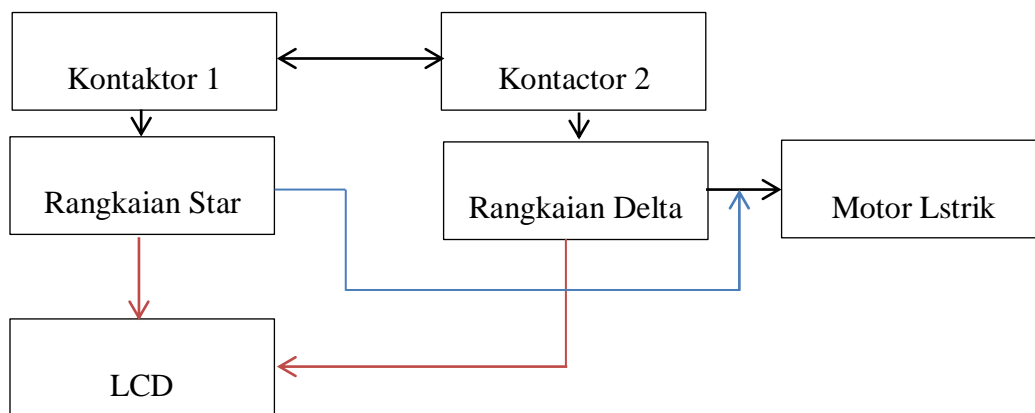 Kontaktor 1
Kontactor 2
Rangkaian Star
Rangkaian Delta
Motor Lstrik
LCD